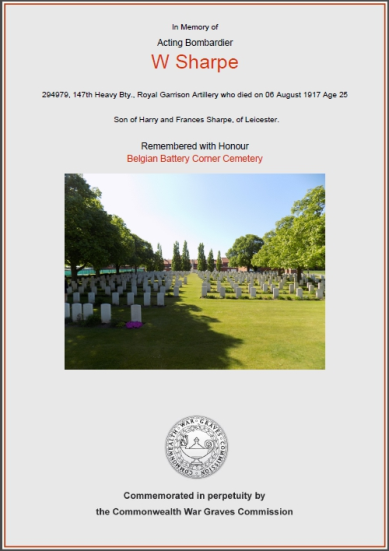 In Memory of
Acting Bombardier
W Sharpe
294979, 147th Heavy Bty., Royal Garrison Artillery who died on 06 August 1917 Age 25
Son of Harry and Frances Sharpe, of Leicester.
Remembered with Honour
Belgian Battery Corner Cemetery
COMMONWEALTH · WAR · GRAVES · COMMISSION
Commemorated in perpetuity by
the Commonwealth War Graves Commission